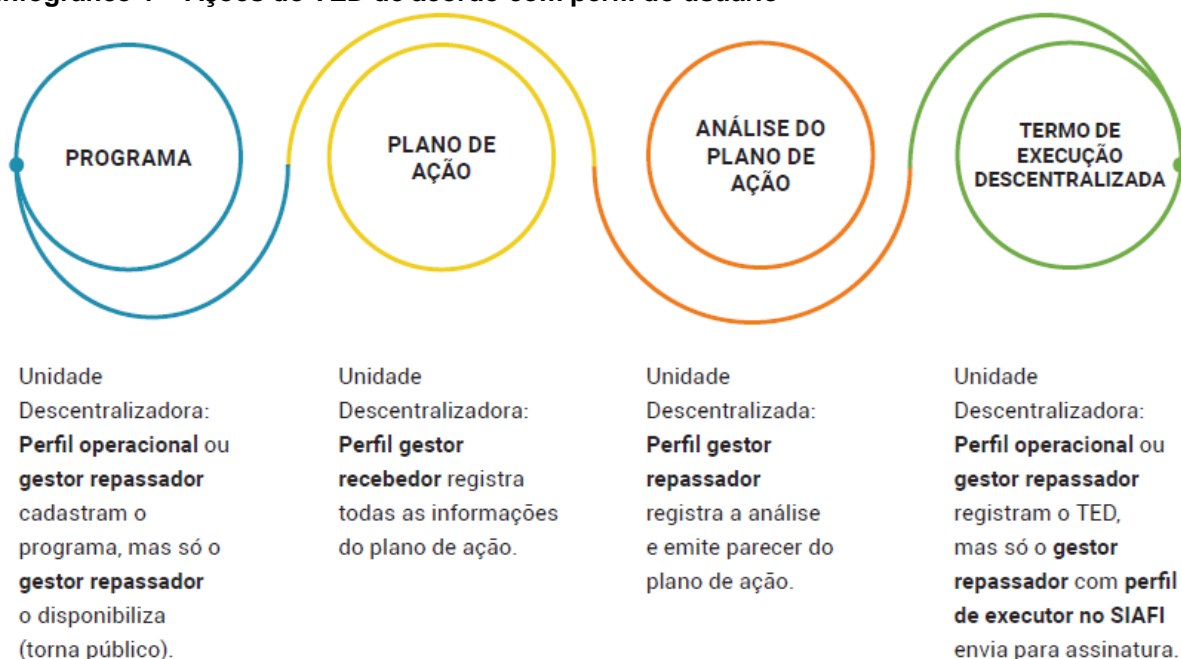 PROGRAMA
PLANO DE
AÇÃO
ANÁLISE DO
PLANO DE
AÇÃO
TERMO DE
EXECUÇÃO
DESCENTRALIZADA
Unidade
Descentralizadora:
Perfil operacional ou
gestor repassador
cadastram o
programa, mas só o
gestor repassador
o disponibiliza
(torna público).
Unidade
Descentralizadora:
Perfil gestor
recebedor registra
todas as informações
do plano de ação.
Unidade
Descentralizada:
Perfil gestor
repassador
registra a análise
e emite parecer do
plano de ação.
Unidade
Descentralizadora:
Perfil operacional ou
gestor repassador
registram o TED,
mas só o gestor
repassador com perfil
de executor no SIAFI
envia para assinatura.